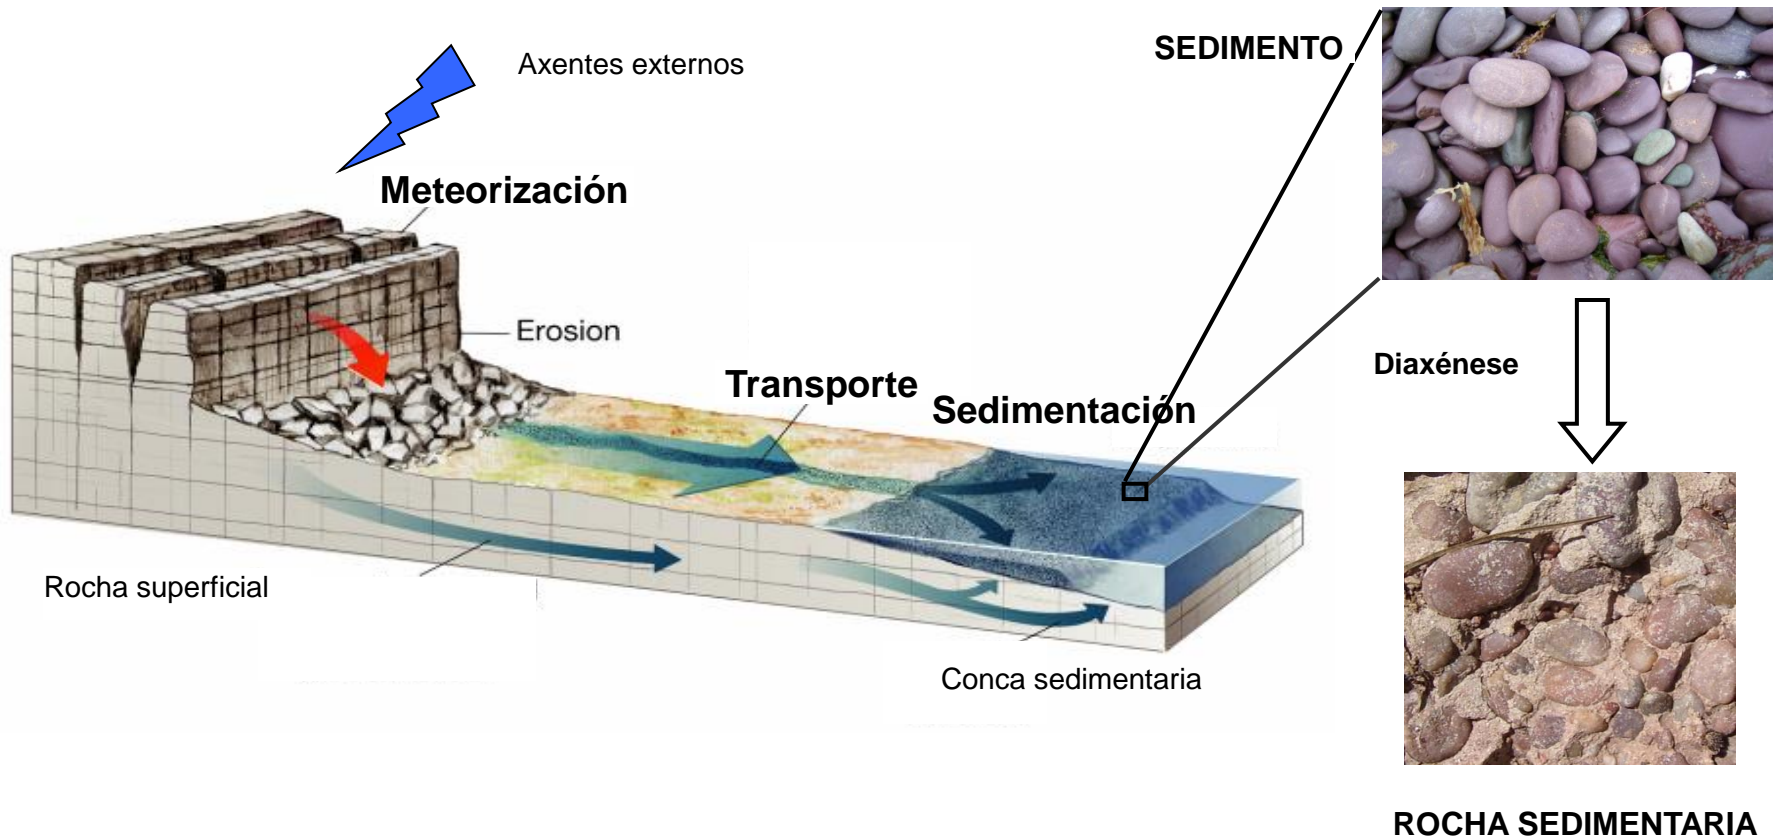 SEDIMENTO
Axentes externos
Meteorización
Erosion
Diaxénese
Transporte
Sedimentación
Rocha superficial
Conca sedimentaria
ROCHA SEDIMENTARIA